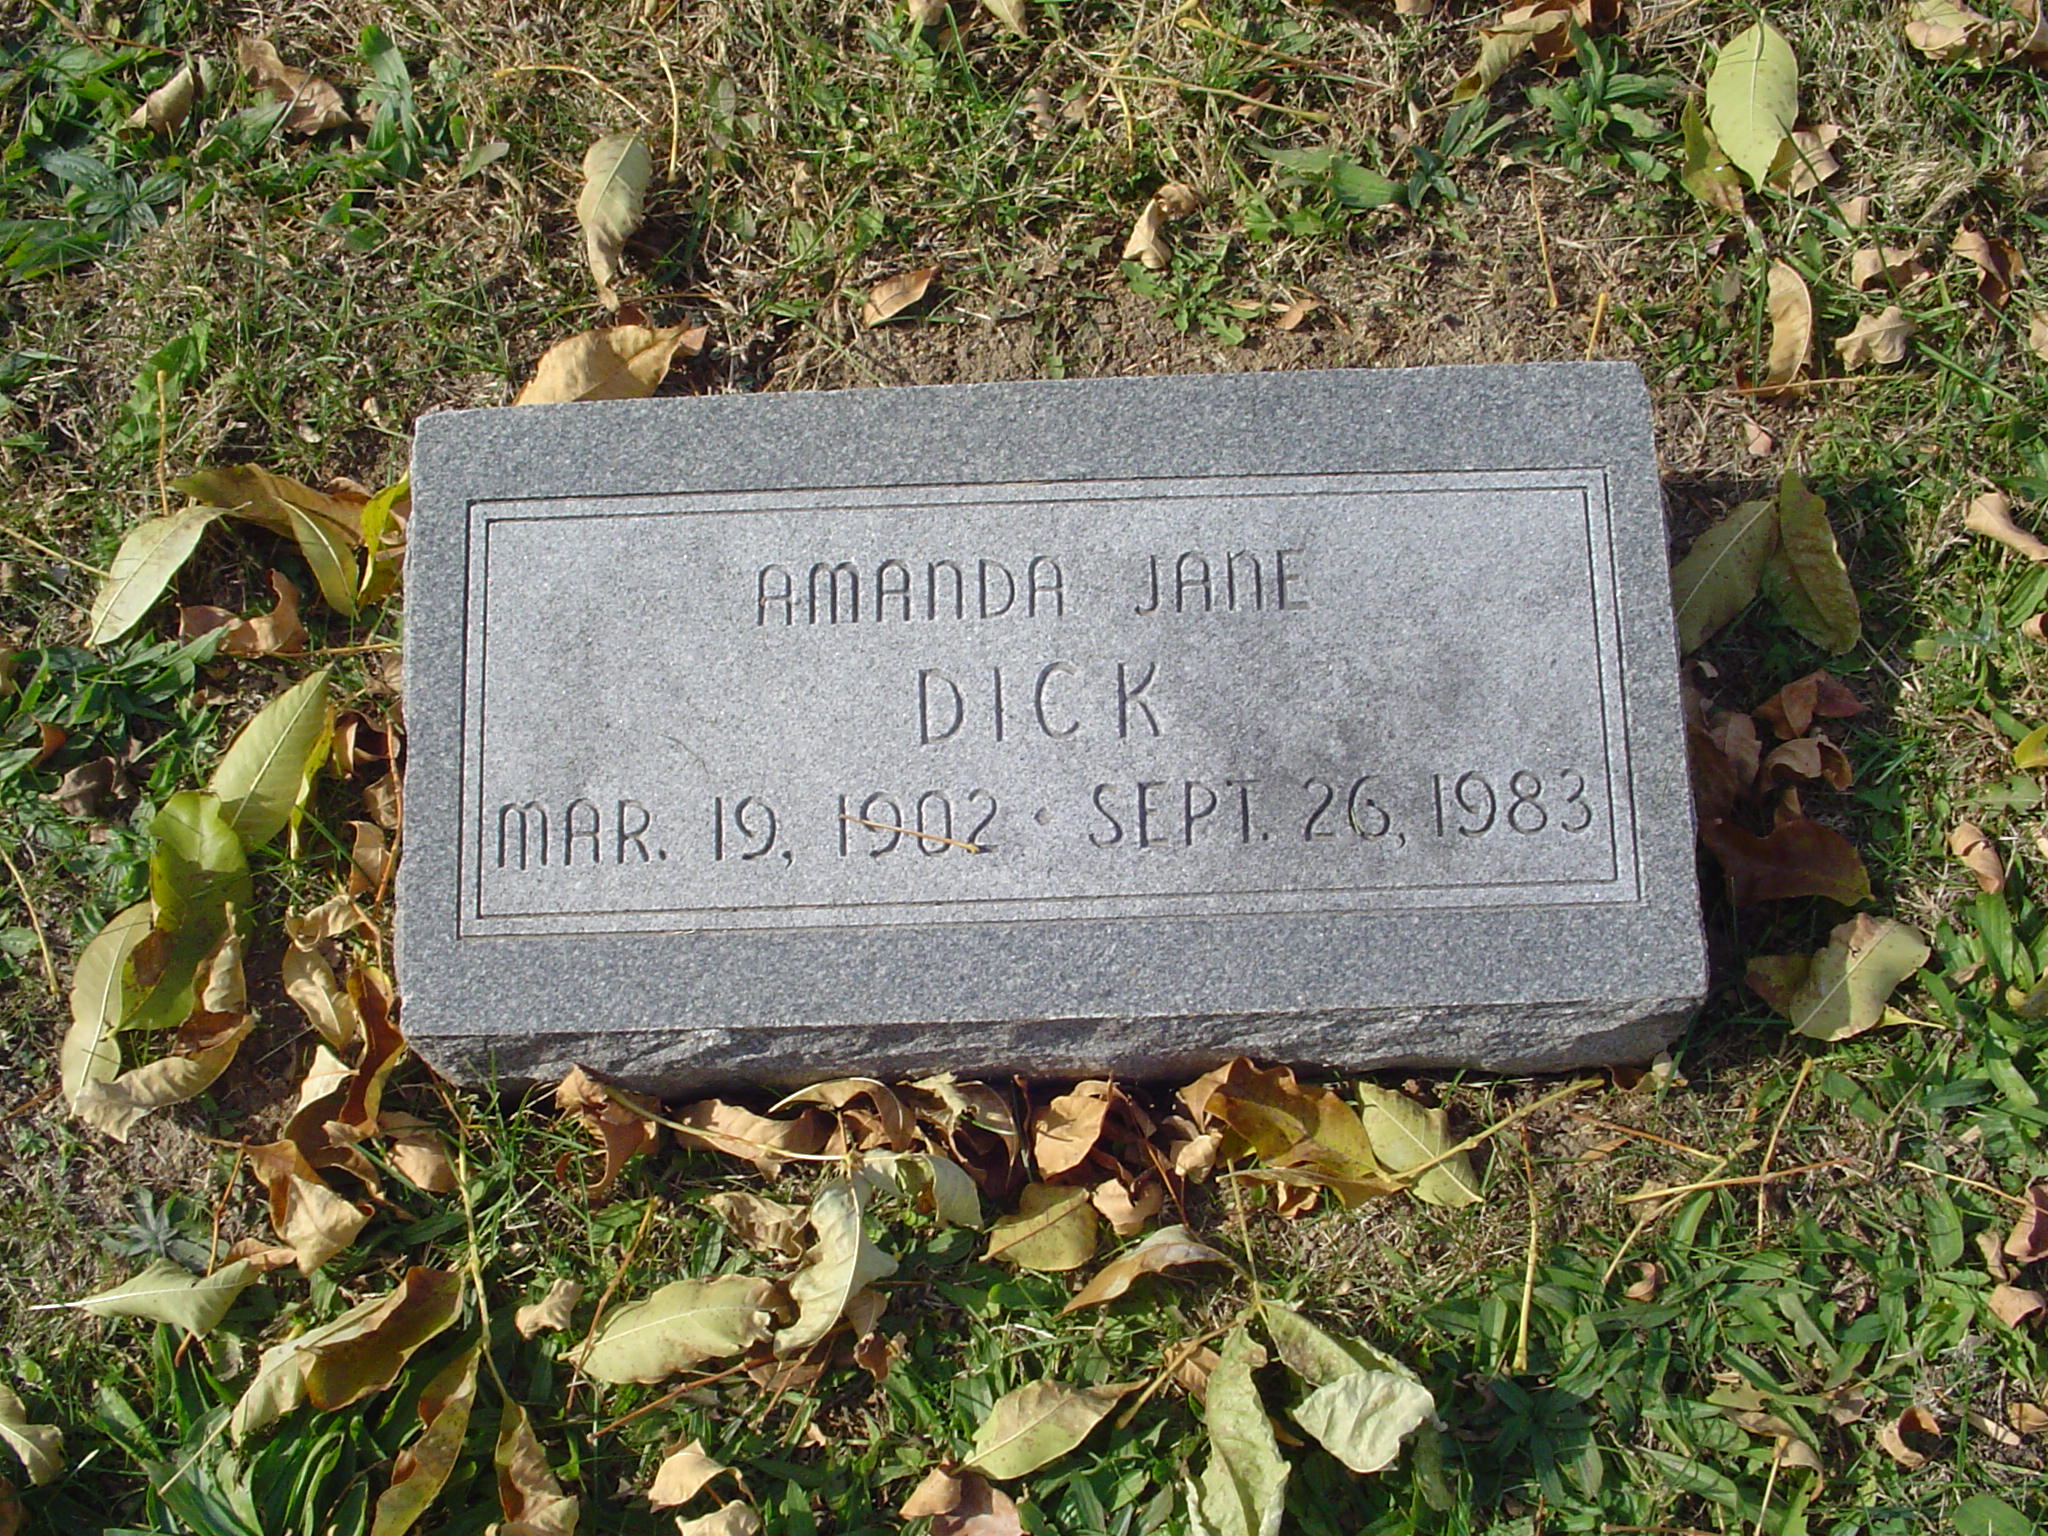 AMANDA JANE
DICK
MAR. 19, 1902 · SEPT. 26, 1983